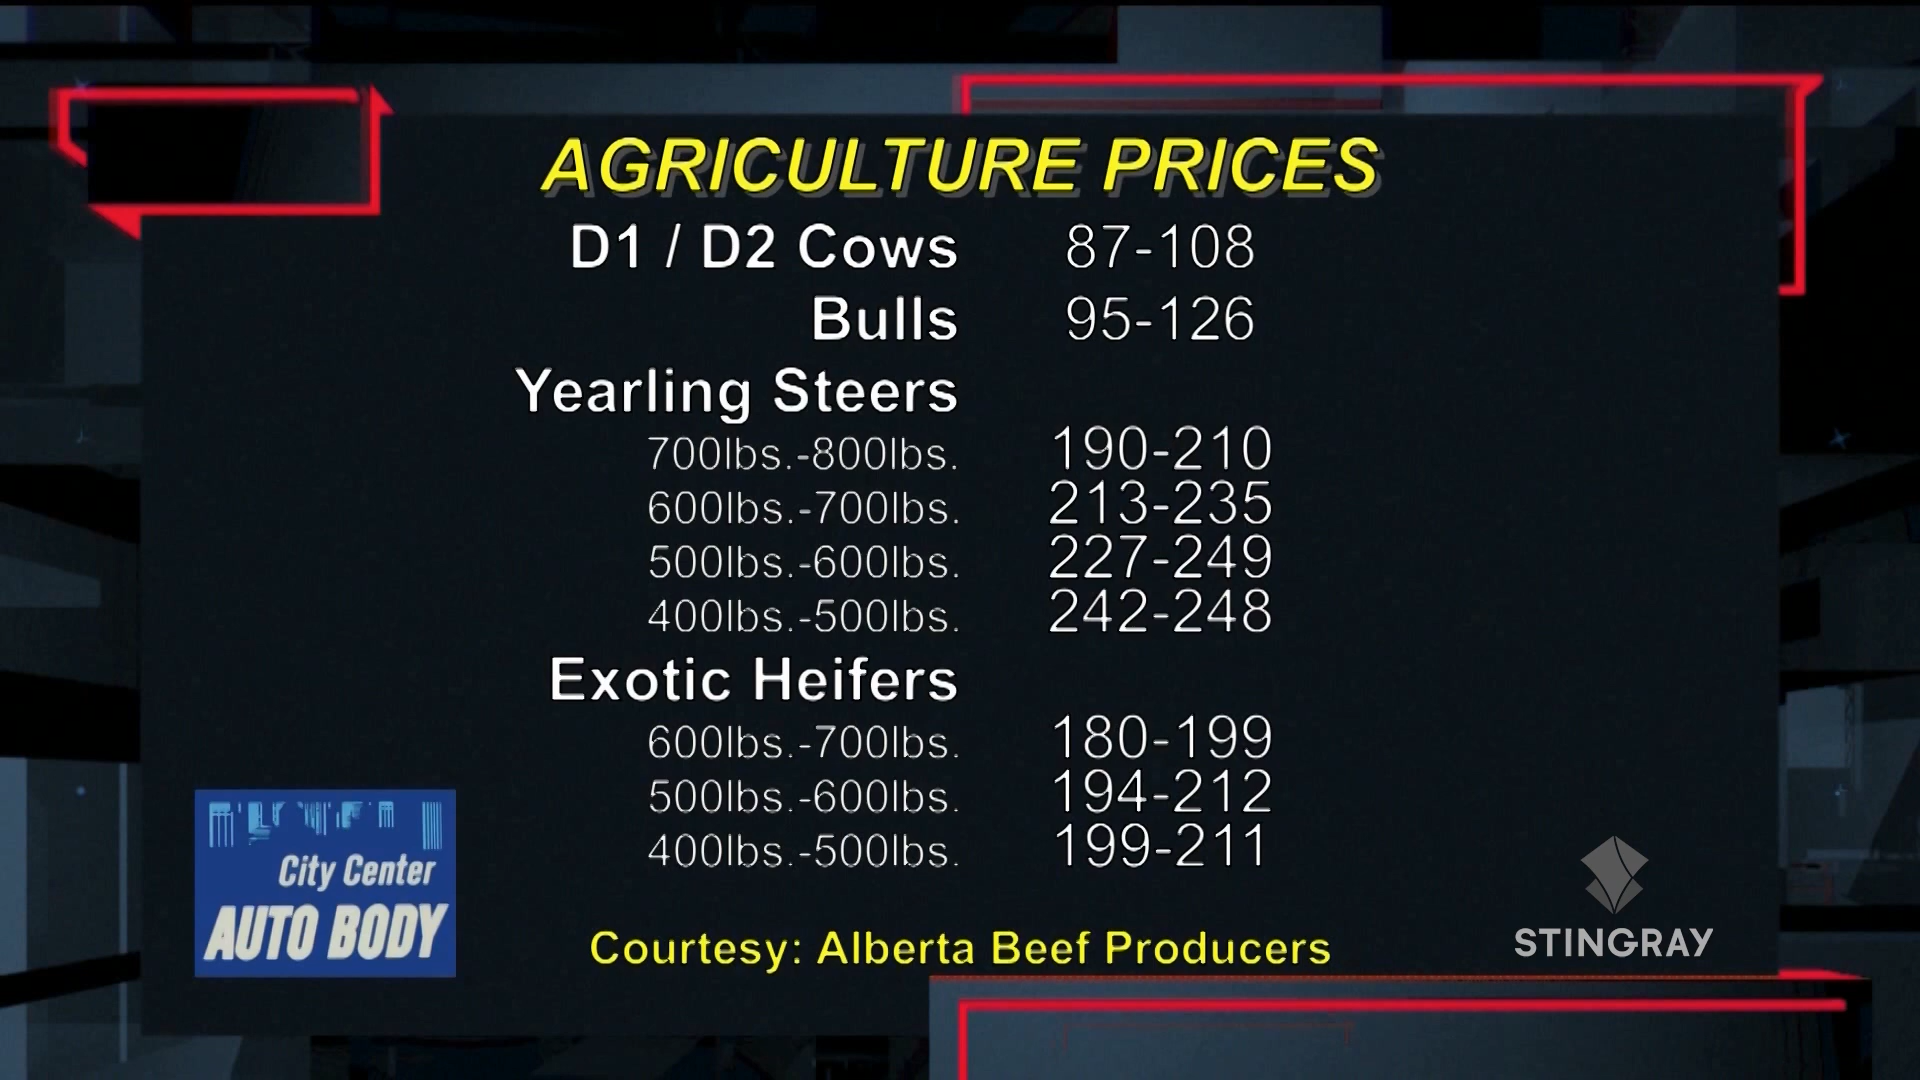 AGRICULTURE PRICES
D1 / D2 Cows 87-108
Bulls 95-126
Yearling Steers
700lbs.-800lbs. 190-210
600lbs.-700lbs. 213-235
500lbs.-600lbs. 227-249
400lbs.-500lbs. 242-248
Exotic Heifers
600lbs.-700lbs. 180-199
500lbs.-600lbs. 194-212
400lbs.-500lbs. 199-211
City Center
AUTO BODY
Courtesy: Alberta Beef Producers
STINGRAY